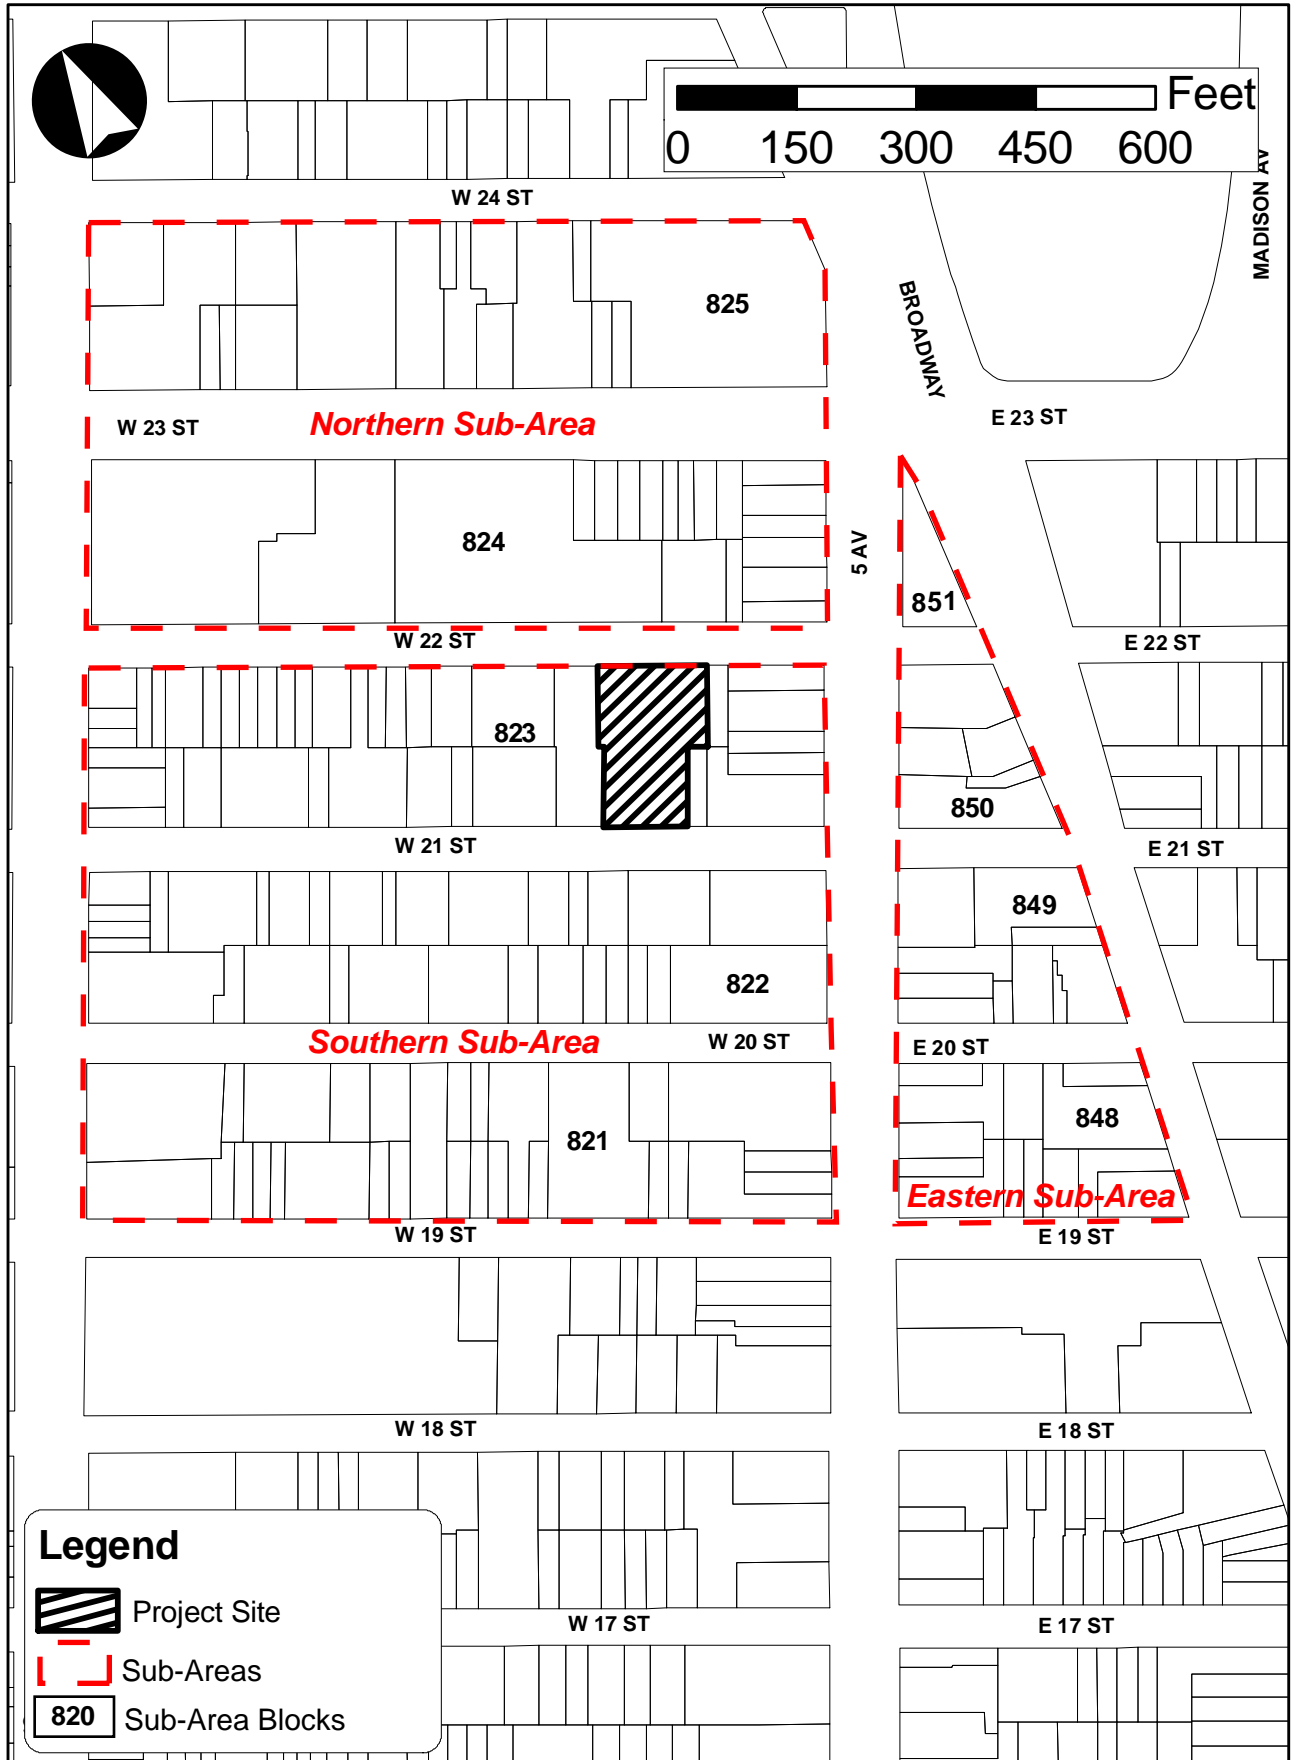 Feet
0 150 300 450 600
W 24 ST
MADISON AV
825
BROADWAY
W 23 ST
Northern Sub-Area
E 23 ST
824
5 AV
851
W 22 ST
E 22 ST
823
850
W 21 ST
E 21 ST
849
822
Southern Sub-Area
W 20 ST
E 20 ST
821
848
Eastern Sub-Area
W 19 ST
E 19 ST
W 18 ST
E 18 ST
Legend
Project Site
W 17 ST
E 17 ST
Sub-Areas
820 Sub-Area Blocks